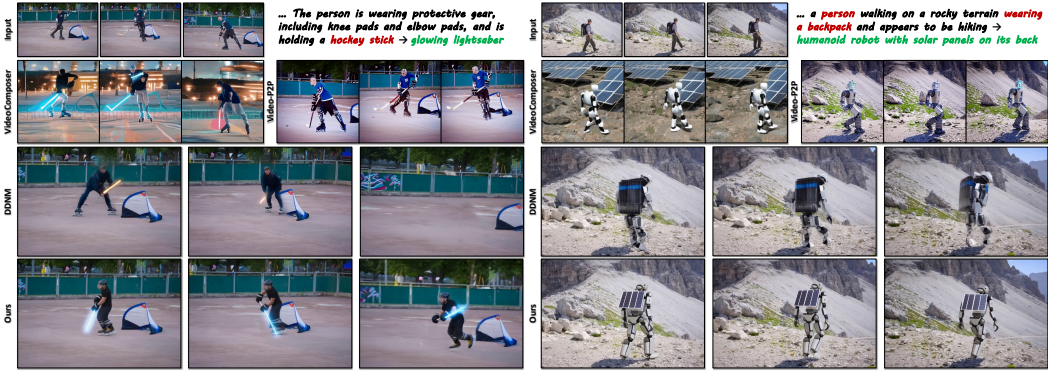 Input
... The person is wearing protective gear,
including knee pads and elbow pads, and is
holding a hockey stick → glowing lightsaber
VideoComposer
Video-P2P
DDNM
Ours
Input
... a person walking on a rocky terrain wearing
a backpack and appears to be hiking →
humanoid robot with solar panels on its back
VideoComposer
Video-P2P
DDNM
Ours